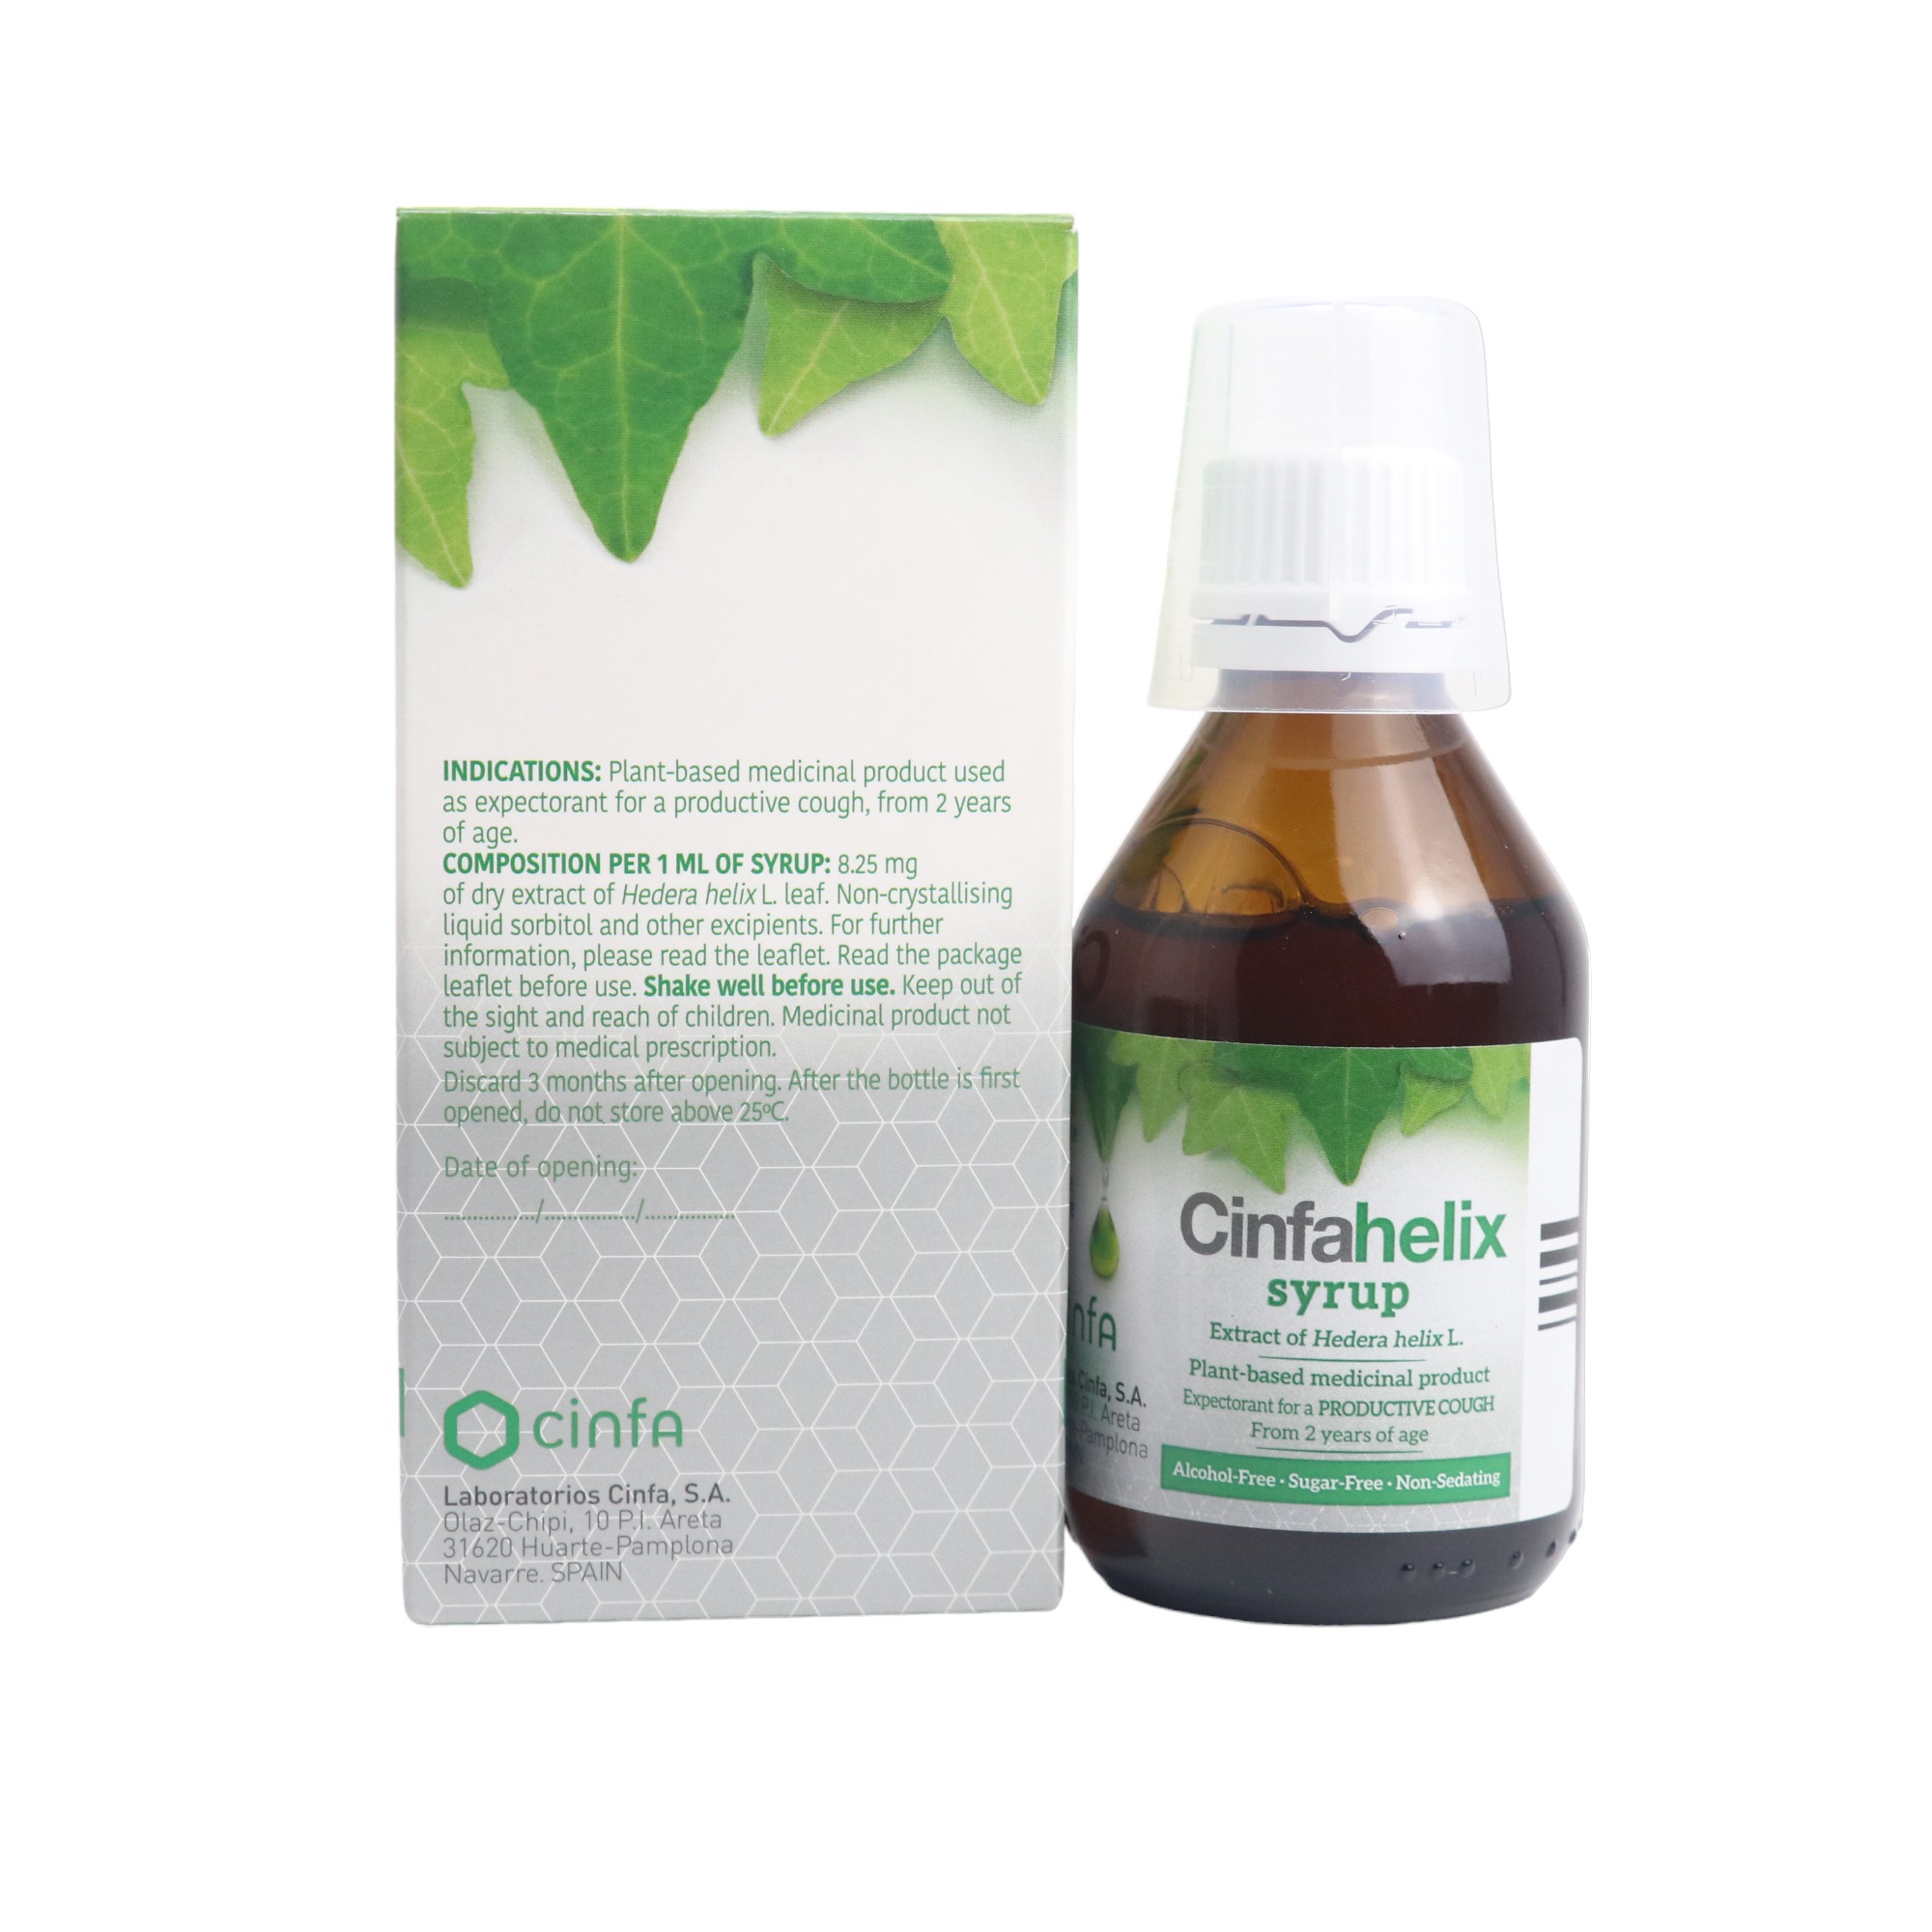 INDICATIONS: Plant-based medicinal product used
as expectorant for a productive cough, from 2 years
of age.
COMPOSITION PER 1 ML OF SYRUP: 8.25 mg
of dry extract of Hedera helix L. leaf. Non-crystallising
liquid sorbitol and other excipients. For further
information, please read the leaflet. Read the package
leaflet before use. Shake well before use. Keep out of
the sight and reach of children. Medicinal product not
subject to medical prescription.
Discard 3 months after opening. After the bottle is first
opened, do not store above 25ºC.
Date of opening:
................/................/................
cinfa
Laboratorios Cinfa, S.A.
Olaz-Chipi, 10 P.I. Areta
31620 Huarte-Pamplona
Navarre. SPAIN
Cinfahelix
syrup
Extract of Hedera helix L.
Plant-based medicinal product
Expectorant for a PRODUCTIVE COUGH
From 2 years of age
Alcohol-Free · Sugar-Free · Non-Sedating
Cinfa, S.A.
P.I. Areta
Pamplona